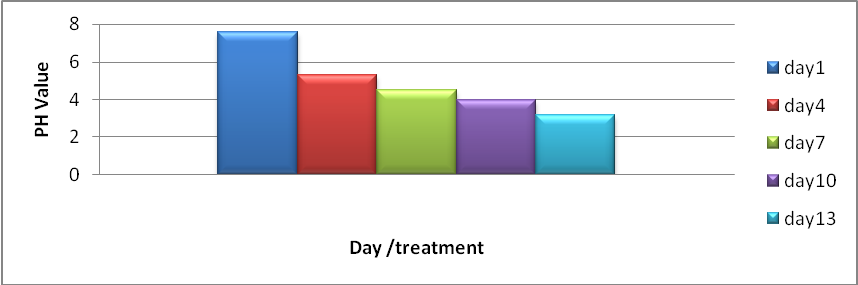 8
6
4
2
0
PH Value
Day /treatment
day1
day4
day7
day10
day13